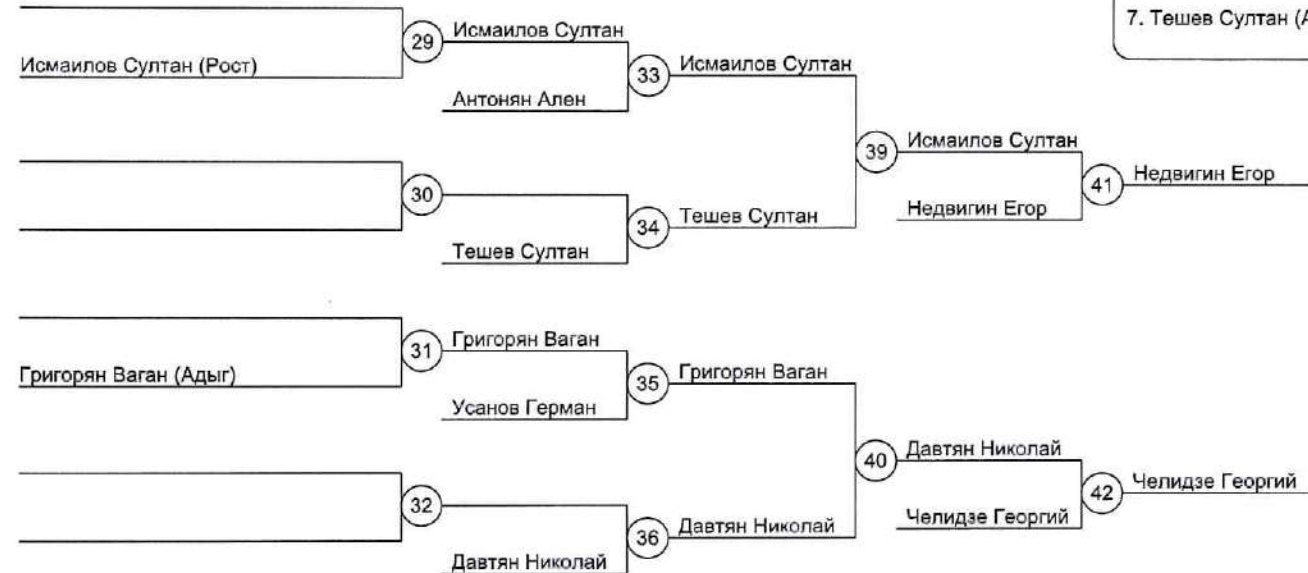 7. Тешев Султан (А
29 Исмаилов Султан
Исмаилов Султан (Рост)
33 Исмаилов Султан
Антонян Ален
39 Исмаилов Султан
41 Недвигин Егор
30
Недвигин Егор
34 Тешев Султан
Тешев Султан
31 Григорян Ваган
Григорян Ваган (Адыг)
35 Григорян Ваган
Усанов Герман
40 Давтян Николай
42 Челидзе Георгий
32
Челидзе Георгий
36 Давтян Николай
Давтян Николай